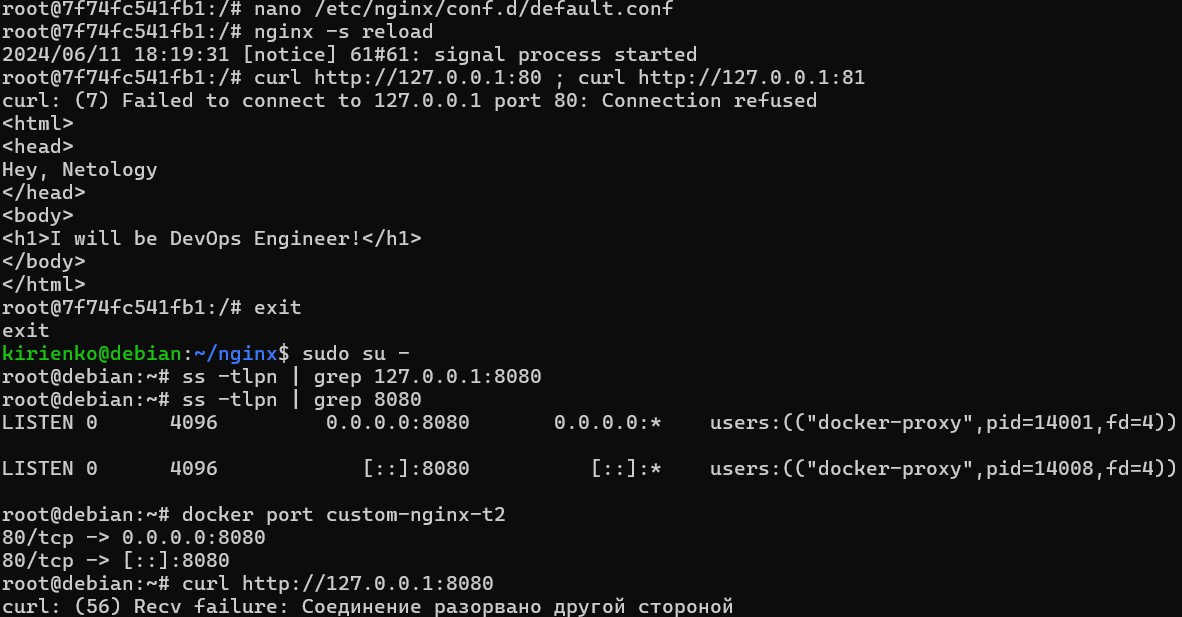 root@7f74fc541fb1:/# nano /etc/nginx/conf.d/default.conf
root@7f74fc541fb1:/# nginx -s reload
2024/06/11 18:19:31 [notice] 61#61: signal process started
root@7f74fc541fb1:/# curl http://127.0.0.1:80 ; curl http://127.0.0.1:81
curl: (7) Failed to connect to 127.0.0.1 port 80: Connection refused
<html>
<head>
Hey, Netology
</head>
<body>
<h1>I will be DevOps Engineer!</h1>
</body>
</html>
root@7f74fc541fb1:/# exit
exit
kirienko@debian:~/nginx$ sudo su -
root@debian:~# ss -tlpn | grep 127.0.0.1:8080
root@debian:~# ss -tlpn | grep 8080
LISTEN 0      4096         0.0.0.0:8080       0.0.0.0:*    users:(("docker-proxy",pid=14001,fd=4))
LISTEN 0      4096            [::]:8080          [::]:*    users:(("docker-proxy",pid=14008,fd=4))
root@debian:~# docker port custom-nginx-t2
80/tcp -> 0.0.0.0:8080
80/tcp -> [::]:8080
root@debian:~# curl http://127.0.0.1:8080
curl: (56) Recv failure: Соединение разорвано другой стороной